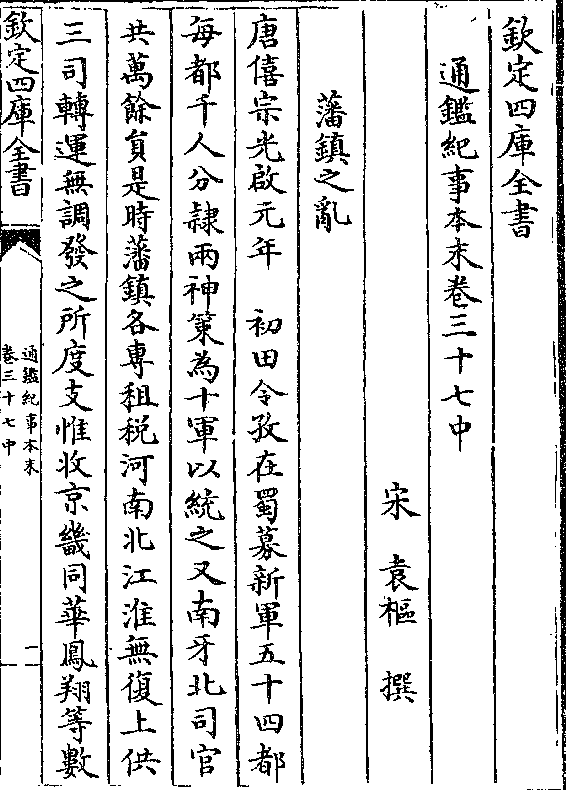 欽定四庫全書
通鑑紀事本末卷三十七中
宋 袁樞 撰
藩鎮之亂
唐僖宗光啟元年 初田令孜在蜀募新軍五十四都
每都千人分隸兩神策為十軍以統之又南牙北司官
共萬餘員是時藩鎮各專租税河南北江淮無復上供
三司轉運無調發之所度支惟收京畿同華鳳翔等數
欽定四庫全書
通鑑紀事本末
卷三十七中
一